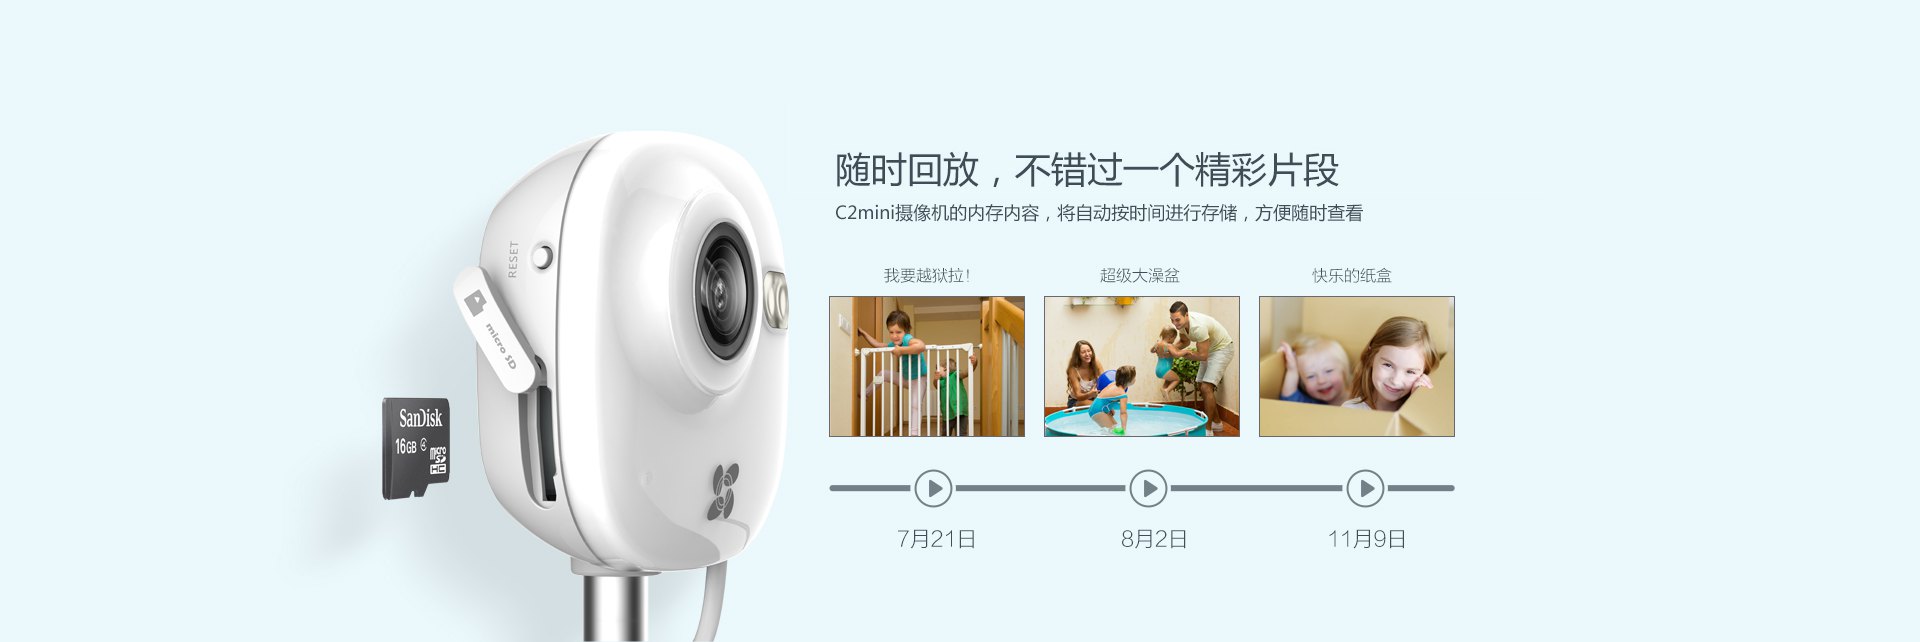 随时回放，不错过一个精彩片段
C2mini摄像机的内存内容，将自动按时间进行存储，方便随时查看
我要越狱拉！
超级大澡盆
快乐的纸盒
7月21日
8月2日
11月9日
RESET
micro SD
SanDisk
16GB 4 micro SD HC